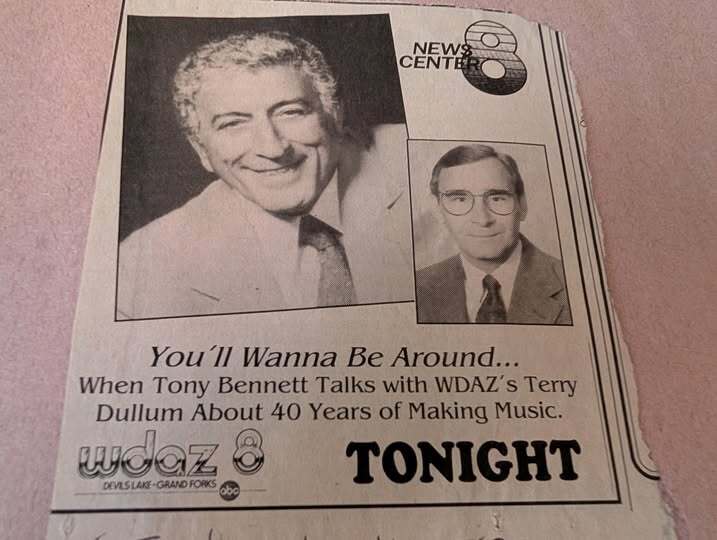 NEWS
CENTER 8
You'll Wanna Be Around...
When Tony Bennett Talks with WDAZ's Terry
Dullum About 40 Years of Making Music.
wdaz 8
DEVILS LAKE-GRAND FORKS
abc
TONIGHT